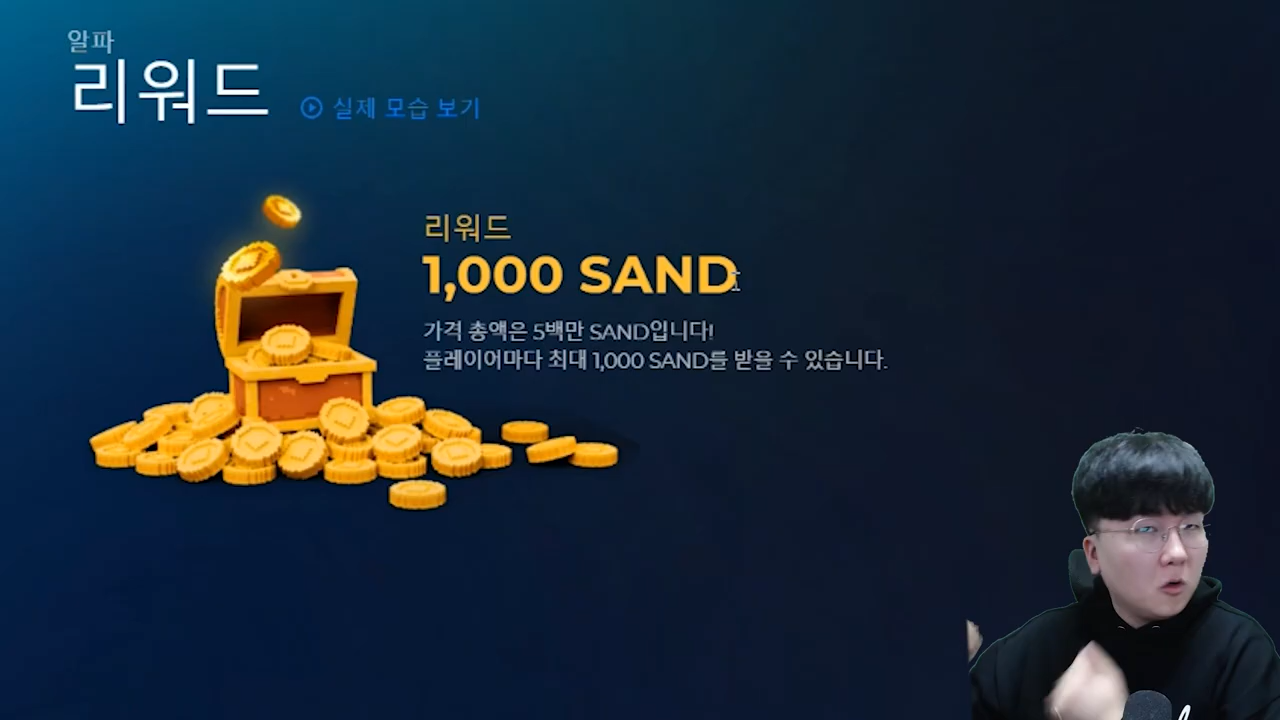 알파
리워드
실제 모습 보기
리워드
1,000 SAND
가격 총액은 5백만 SAND입니다!
플레이어마다 최대 1,000 SAND를 받을 수 있습니다.